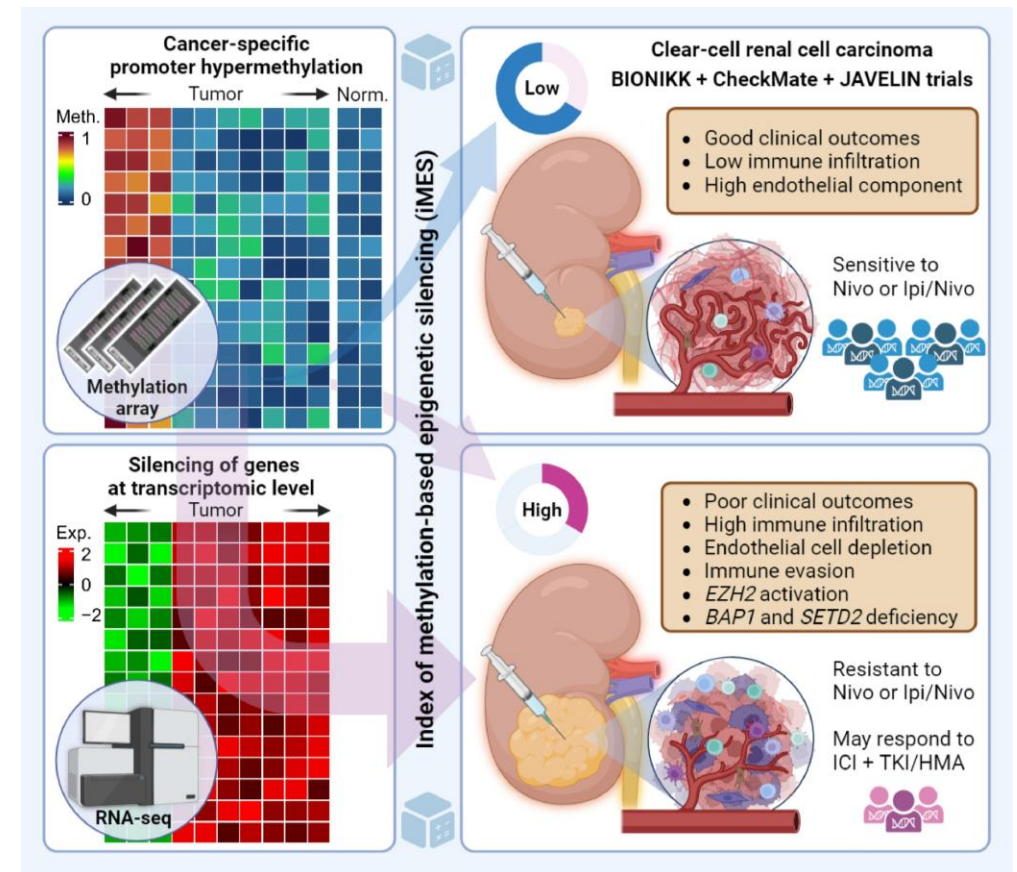 Cancer-specific
promoter hypermethylation
Tumor
Norm.
Meth.
1
0
Methylation
array
Silencing of genes
at transcriptomic level
Tumor
Exp.
2
0
−2
RNA-seq
Index of methylation-based epigenetic silencing (iMES)
Clear-cell renal cell carcinoma
BIONIKK + CheckMate + JAVELIN trials
Low
• Good clinical outcomes
• Low immune infiltration
• High endothelial component
Sensitive to
Nivo or Ipi/Nivo
High
• Poor clinical outcomes
• High immune infiltration
• Endothelial cell depletion
• Immune evasion
• EZH2 activation
• BAP1 and SETD2 deficiency
Resistant to
Nivo or Ipi/Nivo
May respond to
ICI + TKI/HMA